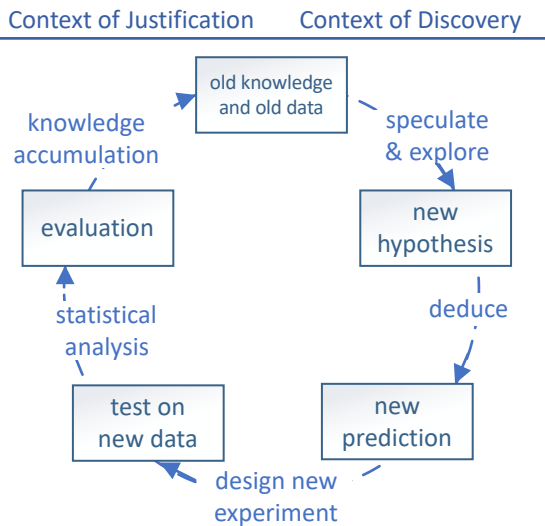 Context of Justification
Context of Discovery
old knowledge
and old data
speculate
& explore
new
hypothesis
deduce
new
prediction
design new
experiment
test on
new data
statistical
analysis
evaluation
knowledge
accumulation